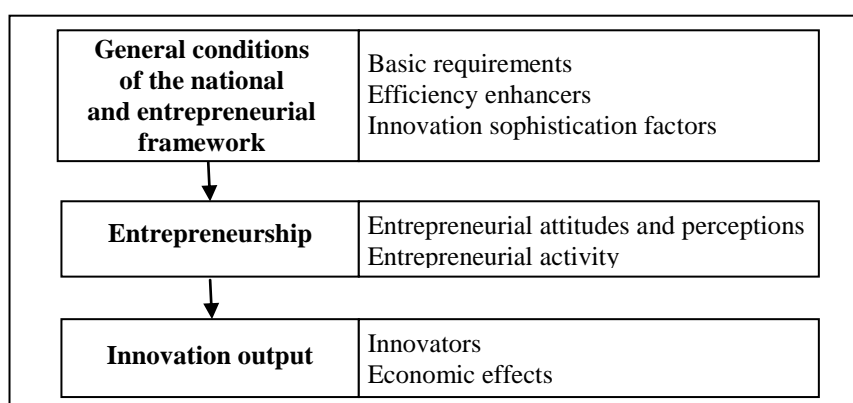 General conditions
of the national
and entrepreneurial
framework
Basic requirements
Efficiency enhancers
Innovation sophistication factors
Entrepreneurship
Entrepreneurial attitudes and perceptions
Entrepreneurial activity
Innovation output
Innovators
Economic effects